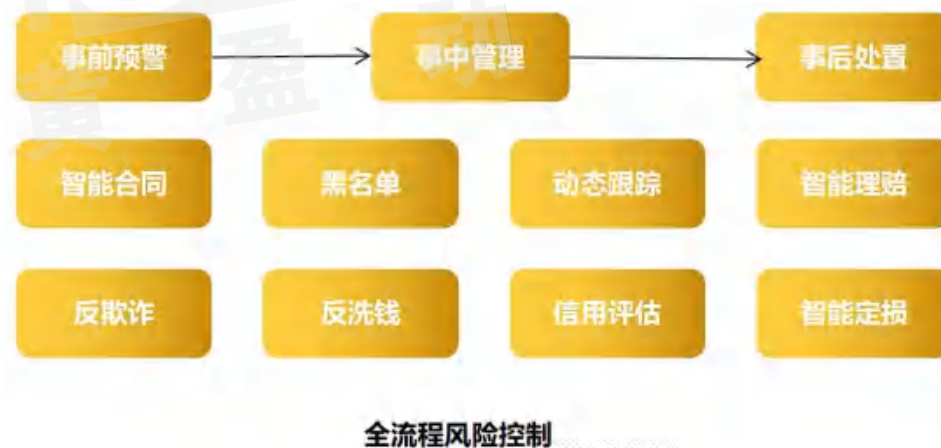 事前预警 事中管理 事后处置
智能合同 黑名单 动态跟踪 智能理赔
反欺诈 反洗钱 信用评估 智能定损
全流程风险控制